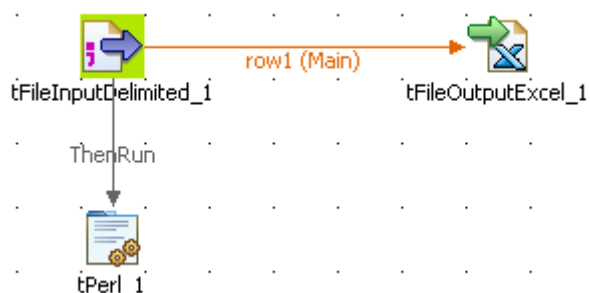 row1 (Main)
tFileInputDelimited_1
tFileOutputExcel_1
ThenRun
tPerl_1